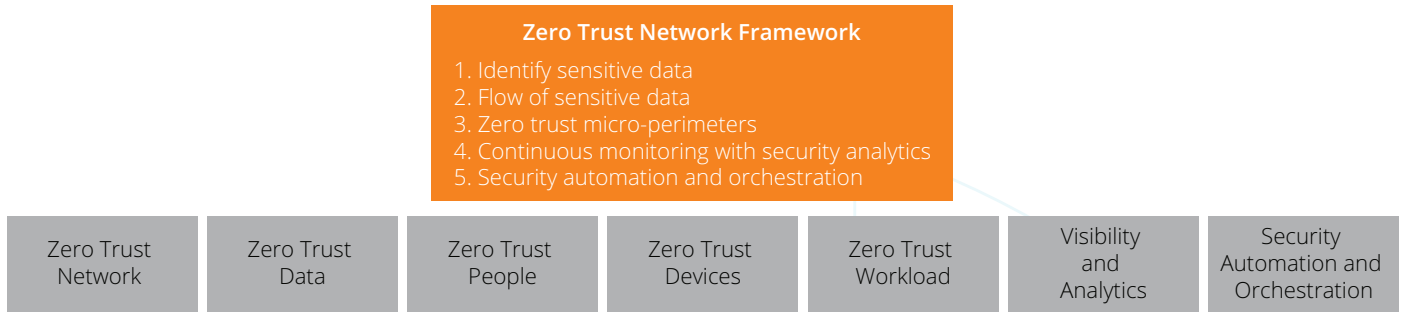 Zero Trust Network Framework
1. Identify sensitive data
2. Flow of sensitive data
3. Zero trust micro-perimeters
4. Continuous monitoring with security analytics
5. Security automation and orchestration
Zero Trust
Network
Zero Trust
Data
Zero Trust
People
Zero Trust
Devices
Zero Trust
Workload
Visibility
and
Analytics
Security
Automation and
Orchestration